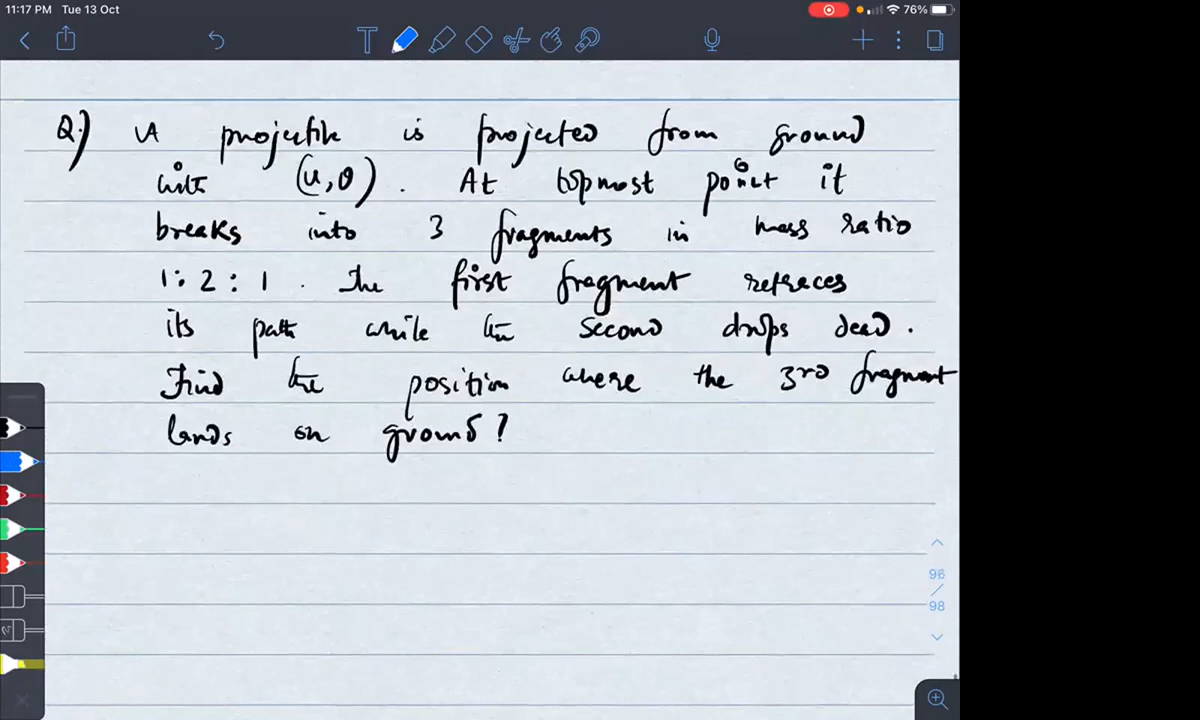 11:17 PM Tue 13 Oct
76%
T
Q.) A projectile is projected from ground
with (u,θ). At topmost point it
breaks into 3 fragments in mass ratio
1:2:1. The first fragment retraces
its path while the second drops dead.
Find the position where the 3rd fragment
lands on ground?
96
/
98